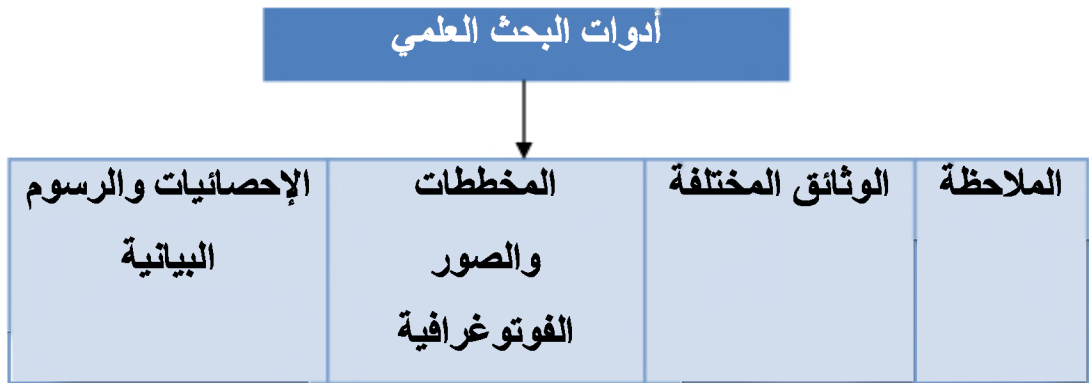 أدوات البحث العلمي
الملاحظة
الوثائق المختلفة
المخططات
والصور
الفوتوغرافية
الإحصائيات والرسوم
البيانية